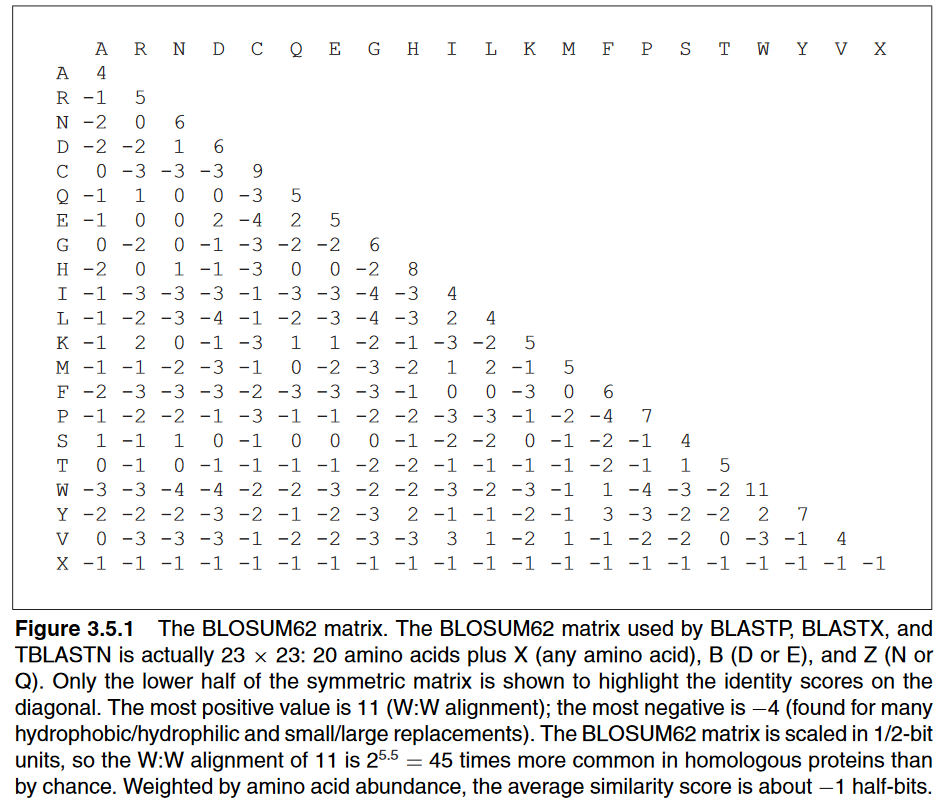 A R N D C Q E G H I L K M F P S T W Y V X
A 4
R -1 5
N -2 0 6
D -2 -2 1 6
C 0 -3 -3 -3 9
Q -1 1 0 0 -3 5
E -1 0 0 2 -4 2 5
G 0 -2 0 -1 -3 -2 -2 6
H -2 0 1 -1 -3 0 0 -2 8
I -1 -3 -3 -3 -1 -3 -3 -4 -3 4
L -1 -2 -3 -4 -1 -2 -3 -4 -3 2 4
K -1 2 0 -1 -3 1 1 -2 -1 -3 -2 5
M -1 -1 -2 -3 -1 0 -2 -3 -2 1 2 -1 5
F -2 -3 -3 -3 -2 -3 -3 -3 -1 0 0 -3 0 6
P -1 -2 -2 -1 -3 -1 -1 -2 -2 -3 -3 -1 -2 -4 7
S 1 -1 1 0 -1 0 0 0 -1 -2 -2 0 -1 -2 -1 4
T 0 -1 0 -1 -1 -1 -1 -2 -2 -1 -1 -1 -1 -2 -1 1 5
W -3 -3 -4 -4 -2 -2 -3 -2 -2 -3 -2 -3 -1 1 -4 -3 -2 11
Y -2 -2 -2 -3 -2 -1 -2 -3 2 -1 -1 -2 -1 3 -3 -2 -2 2 7
V 0 -3 -3 -3 -1 -2 -2 -3 -3 3 1 -2 1 -1 -2 -2 0 -3 -1 4
X -1 -1 -1 -1 -1 -1 -1 -1 -1 -1 -1 -1 -1 -1 -1 -1 -1 -1 -1 -1 -1
Figure 3.5.1 The BLOSUM62 matrix. The BLOSUM62 matrix used by BLASTP, BLASTX, and
TBLASTN is actually 23 × 23: 20 amino acids plus X (any amino acid), B (D or E), and Z (N or
Q). Only the lower half of the symmetric matrix is shown to highlight the identity scores on the
diagonal. The most positive value is 11 (W:W alignment); the most negative is −4 (found for many
hydrophobic/hydrophilic and small/large replacements). The BLOSUM62 matrix is scaled in 1/2-bit
units, so the W:W alignment of 11 is 2^5.5 = 45 times more common in homologous proteins than
by chance. Weighted by amino acid abundance, the average similarity score is about −1 half-bits.